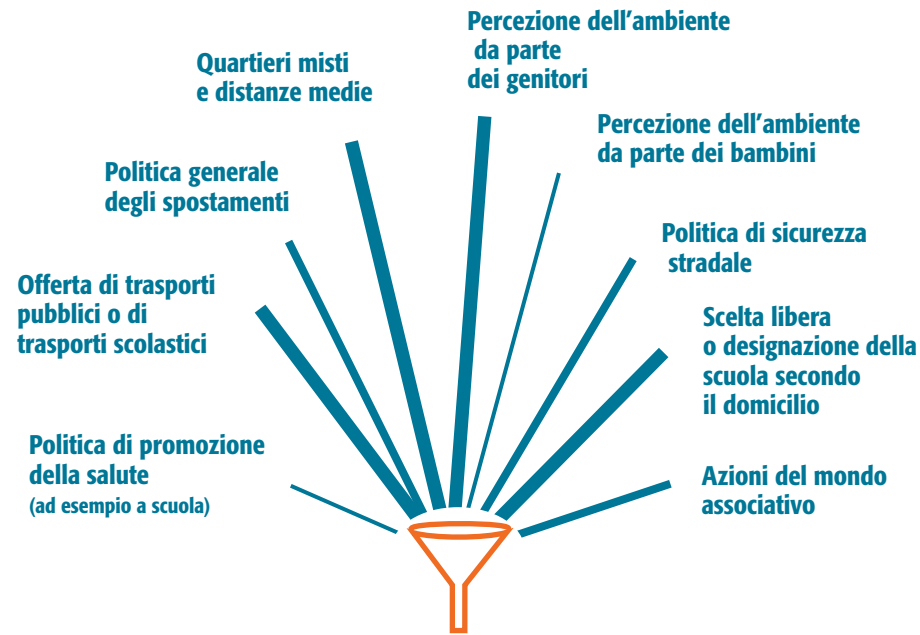 Percezione dell'ambiente
da parte
dei genitori
Quartieri misti
e distanze medie
Percezione dell'ambiente
da parte dei bambini
Politica generale
degli spostamenti
Politica di sicurezza
stradale
Offerta di trasporti
pubblici o di
trasporti scolastici
Scelta libera
o designazione della
scuola secondo
il domicilio
Politica di promozione
della salute
(ad esempio a scuola)
Azioni del mondo
associativo